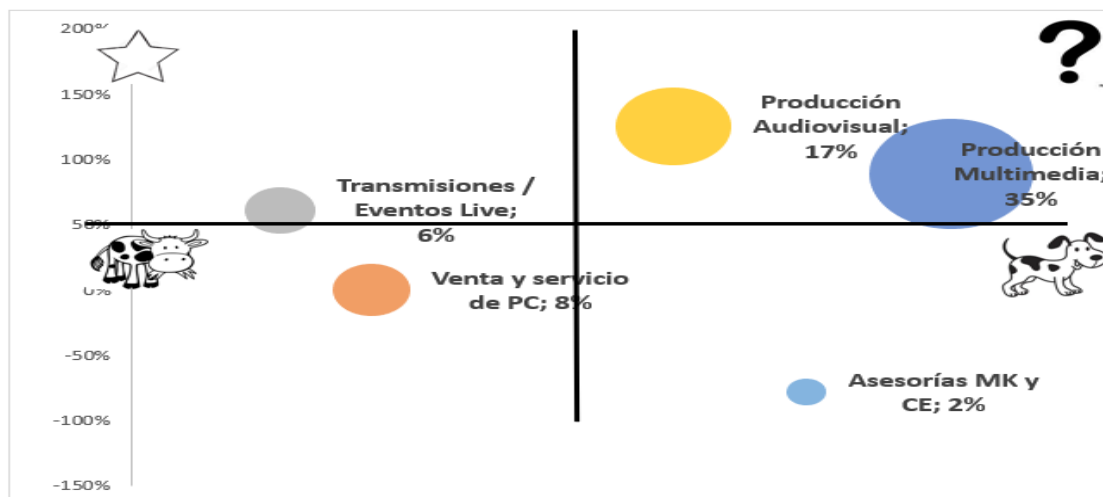 200%
150%
100%
50%
0%
-50%
-100%
-150%
?
Producción
Audiovisual;
17%
Producción
Multimedia;
35%
Transmisiones /
Eventos Live;
6%
Venta y servicio
de PC; 8%
Asesorías MK y
CE; 2%